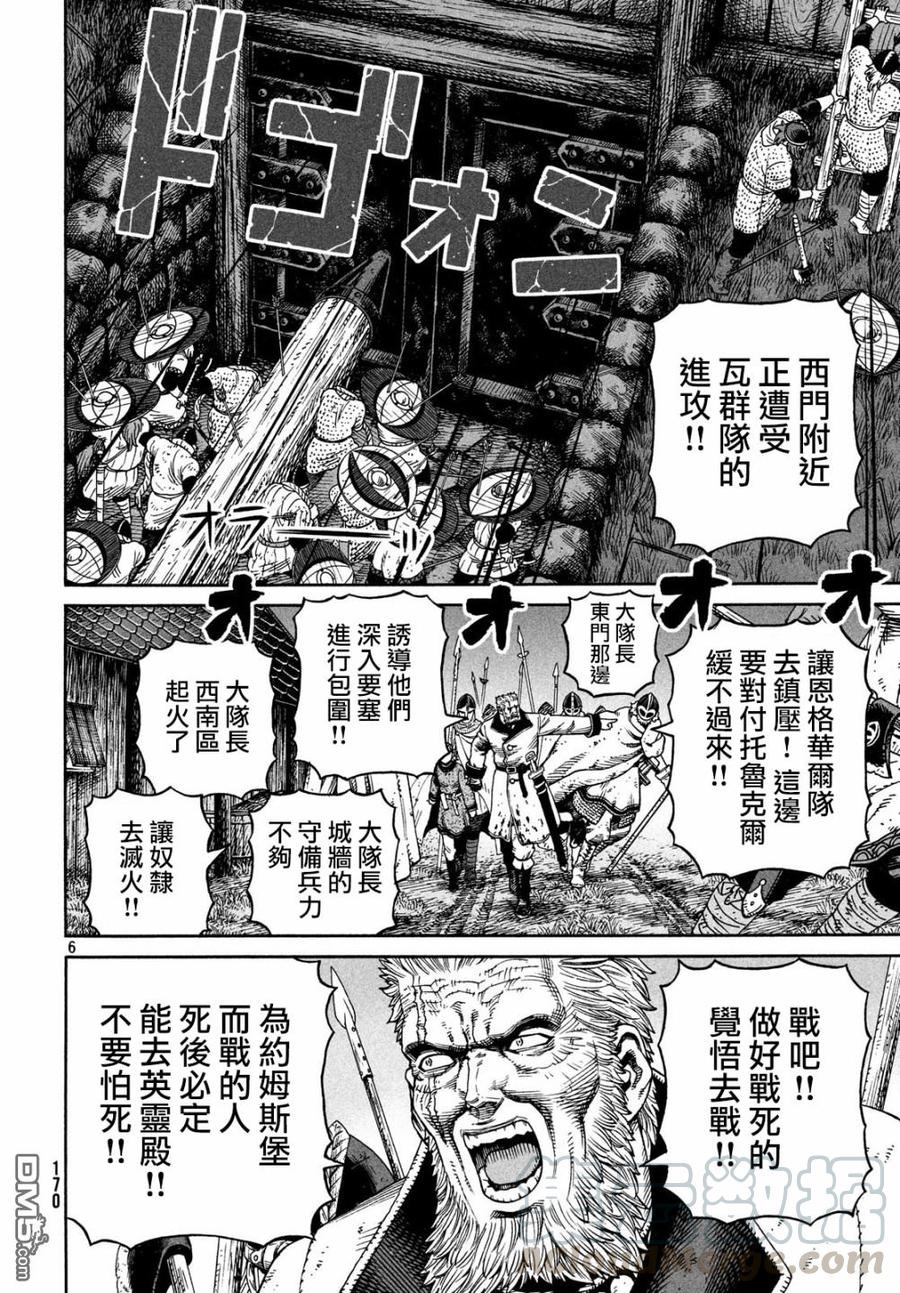 ドゴォン
西門附近
正遭受
瓦群隊的
進攻!!
オラーーッ
オオオオ
讓恩格華爾隊
去鎮壓！這邊
要對付托魯克爾
緩不過來!!
大隊長
東門那邊
誘導他們
深入要塞
進行包圍!!
大隊長
西南區
起火了
大隊長
城牆的
守備兵力
不夠
讓奴隸
去滅火!!
6
戰吧!!
做好戰死的
覺悟去戰!!
為約姆斯堡
而戰的人
死後必定
能去英靈殿!!
不要怕死!!
170
DM5.com